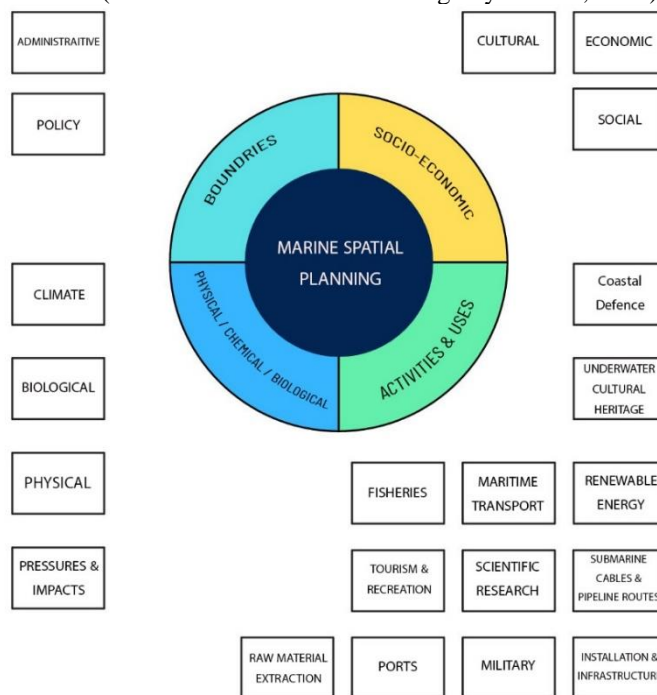 ADMINISTRAITIVE
CULTURAL
ECONOMIC
POLICY
SOCIAL
BOUNDRIES
SOCIO-ECONOMIC
MARINE SPATIAL
PLANNING
PHYSICAL / CHEMICAL / BIOLOGICAL
ACTIVITIES & USES
CLIMATE
Coastal
Defence
BIOLOGICAL
UNDERWATER
CULTURAL
HERITAGE
PHYSICAL
FISHERIES
MARITIME
TRANSPORT
RENEWABLE
ENERGY
PRESSURES &
IMPACTS
TOURISM &
RECREATION
SCIENTIFIC
RESEARCH
SUBMARINE
CABLES &
PIPELINE ROUTES
RAW MATERIAL
EXTRACTION
PORTS
MILITARY
INSTALLATION &
INFRASTRUCTURE